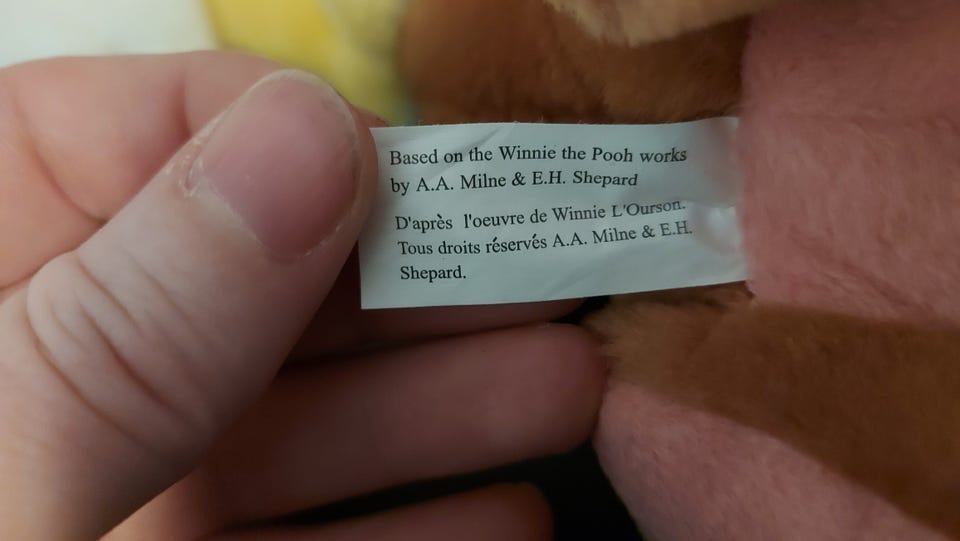 Based on the Winnie the Pooh works
by A.A. Milne & E.H. Shepard
D'après l'oeuvre de Winnie L'Ourson.
Tous droits réservés A.A. Milne & E.H.
Shepard.